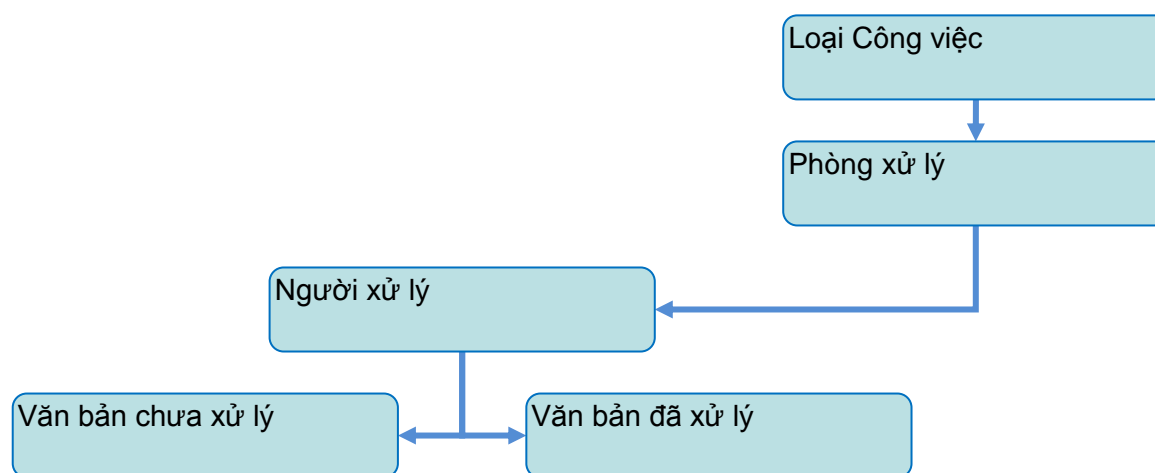 Loại Công việc
Phòng xử lý
Người xử lý
Văn bản chưa xử lý
Văn bản đã xử lý